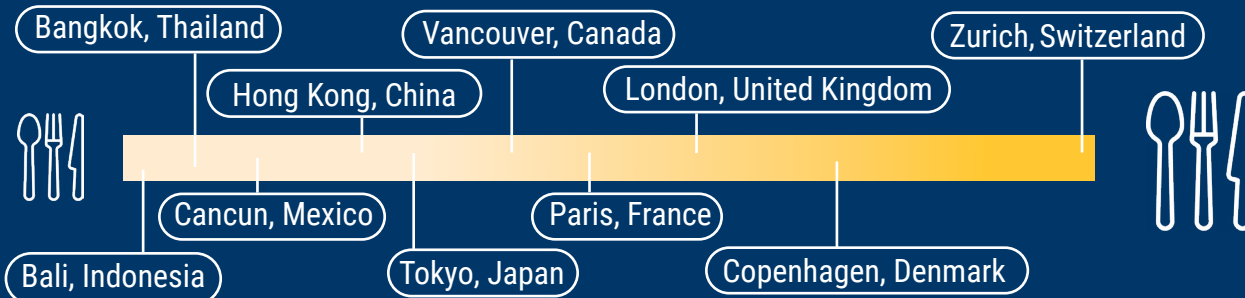 Bangkok, Thailand
Vancouver, Canada
Zurich, Switzerland
Hong Kong, China
London, United Kingdom
Cancun, Mexico
Paris, France
Bali, Indonesia
Tokyo, Japan
Copenhagen, Denmark